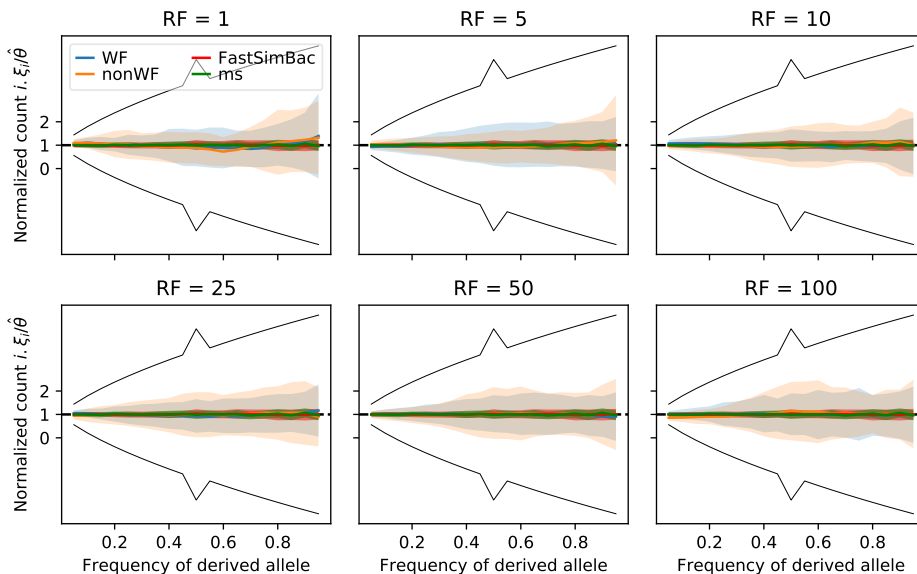 RF = 1
RF = 5
RF = 10
WF
nonWF
FastSimBac
ms
Normalized count i. ξ_i/θ̂
2
1
0
RF = 25
RF = 50
RF = 100
Normalized count i. ξ_i/θ̂
2
1
0
0.2 0.4 0.6 0.8
0.2 0.4 0.6 0.8
0.2 0.4 0.6 0.8
Frequency of derived allele
Frequency of derived allele
Frequency of derived allele